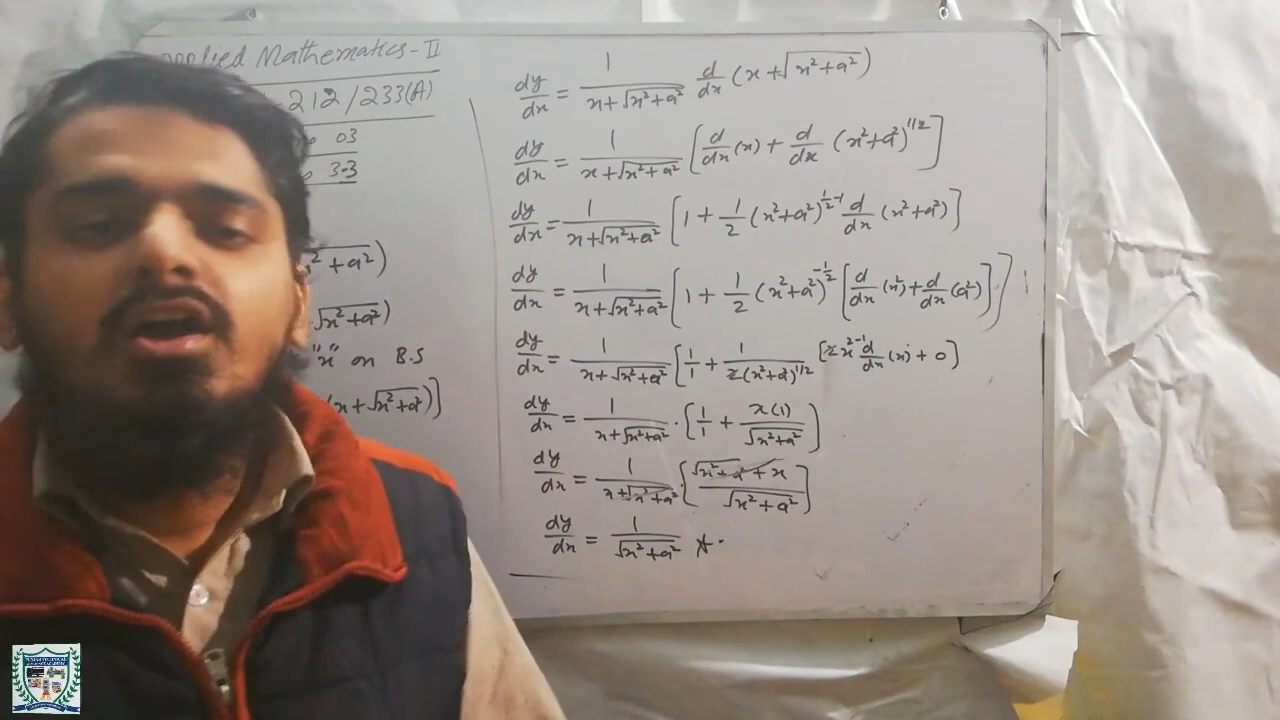 Applied Mathematics-II
-212/233(A)
03
3.3
x² + a²)
√x²+a²)
"x" on B.S
(x+√x²+a²)]
dy/dx = 1/(x+√x²+a²) d/dx (x+√x²+a²)
dy/dx = 1/(x+√x²+a²) [d/dx(x) + d/dx (x²+a²)^1/2]
dy/dx = 1/(x+√x²+a²) [1 + 1/2 (x²+a²)^(1/2-1) d/dx (x²+a²)]
dy/dx = 1/(x+√x²+a²) [1 + 1/2 (x²+a²)^(-1/2) [d/dx(x²)+d/dx(a²)]]
dy/dx = 1/(x+√x²+a²) [1/1 + 1/(2(x²+a²)^1/2) [2x^(2-1) d/dx(x) + 0]
dy/dx = 1/(x+√x²+a²) · [1/1 + x(1)/√x²+a²]
dy/dx = 1/(x+√x²+a²) · [(√x²+a² + x)/√x²+a²]
dy/dx = 1/√x²+a²